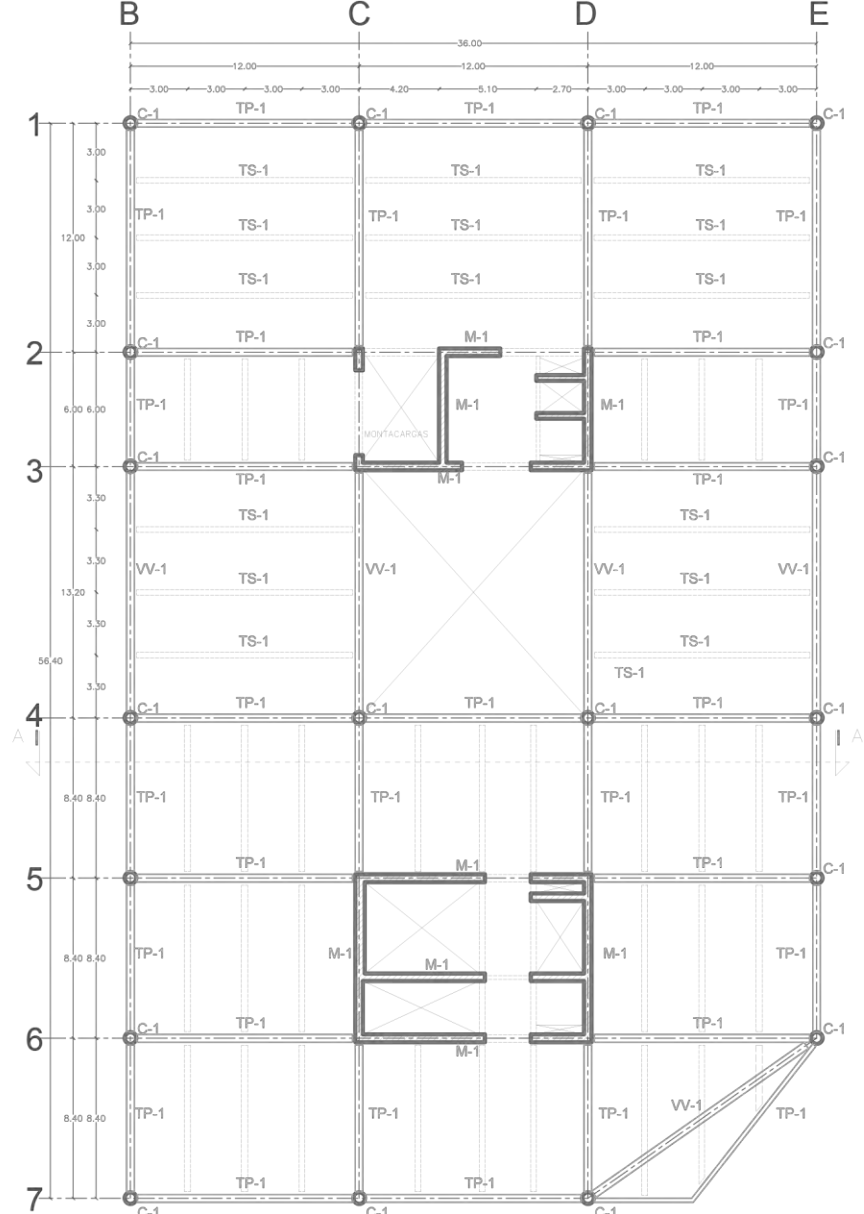 B C D E
36.00
12.00 12.00 12.00
3.00 3.00 3.00 3.00 4.20 5.10 2.70 3.00 3.00 3.00 3.00
C-1 TP-1 C-1 TP-1 C-1 TP-1 C-1
1
3.00
TS-1 TS-1 TS-1
3.00
TP-1 TP-1 TP-1 TP-1
TS-1 TS-1 TS-1
12.00
3.00
TS-1 TS-1 TS-1
3.00
C-1 TP-1 M-1 TP-1 C-1
2
TP-1 M-1 M-1 TP-1
6.00 6.00
MONTACARGAS
C-1 C-1
3
TP-1 M-1 TP-1
3.30
TS-1 TS-1
3.30
VV-1 VV-1 VV-1 VV-1
TS-1 TS-1
13.20
3.30
TS-1 TS-1
56.40
TS-1
3.30
C-1 TP-1 C-1 TP-1 C-1 TP-1 C-1
4
A A
8.40 8.40 TP-1 TP-1 TP-1 TP-1
TP-1 M-1 TP-1 C-1
5
TP-1 M-1 M-1 TP-1
8.40 8.40
M-1
C-1 TP-1 TP-1 C-1
6
M-1
VV-1
8.40 8.40 TP-1 TP-1 TP-1 TP-1
TP-1 TP-1
7
C-1 C-1 C-1